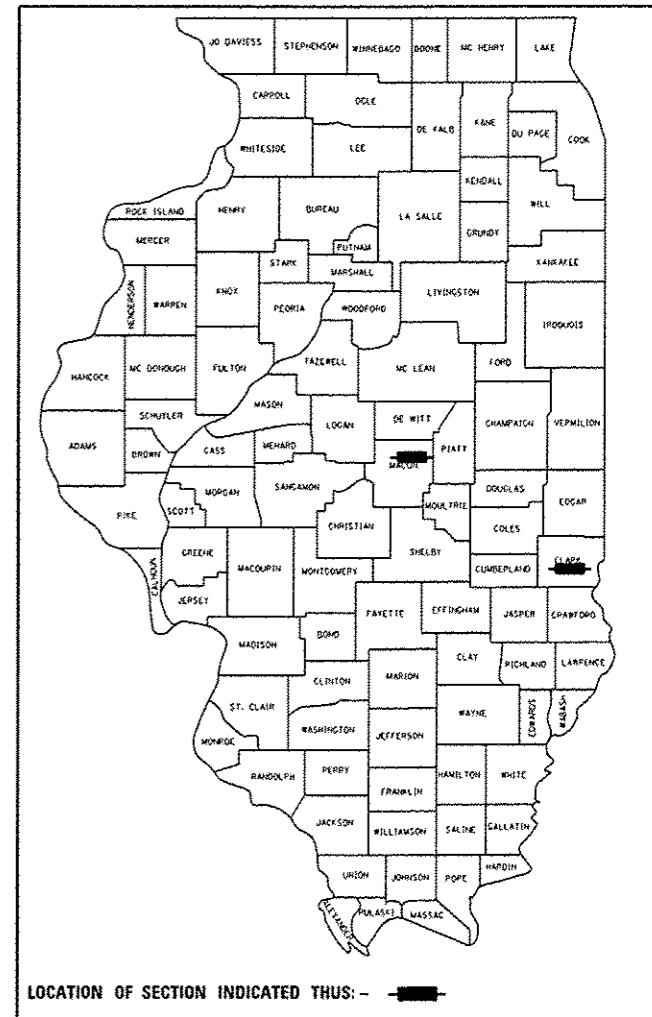 JO DAVIESS STEPHENSON WINNEBAGO BOONE MC HENRY LAKE
CARROLL OGLE DE KALB KANE DU PAGE COOK
WHITESIDE LEE KENDALL WILL
ROCK ISLAND HENRY BUREAU LA SALLE GRUNDY
MERCER PUTNAM KANKAKEE
STARK MARSHALL LIVINGSTON
HENDERSON WARREN KNOX PEORIA WOODFORD IROQUOIS
HANCOCK MC DONOUGH FULTON TAZEWELL MC LEAN FORD
SCHUYLER MASON LOGAN DE WITT CHAMPAIGN VERMILION
ADAMS BROWN CASS MENARD MACON PIATT
PIKE SCOTT MORGAN SANGAMON MOULTRIE DOUGLAS EDGAR
CHRISTIAN COLES
CALHOUN GREENE MACOUPIN MONTGOMERY SHELBY CUMBERLAND CLARK
JERSEY FAYETTE EFFINGHAM JASPER CRAWFORD
MADISON BOND CLAY RICHLAND LAWRENCE
CLINTON MARION
ST. CLAIR WASHINGTON WAYNE EDWARDS WABASH
MONROE JEFFERSON
RANDOLPH PERRY HAMILTON WHITE
FRANKLIN
JACKSON WILLIAMSON SALINE GALLATIN
UNION JOHNSON POPE HARDIN
ALEXANDER PULASKI MASSAC
LOCATION OF SECTION INDICATED THUS: -